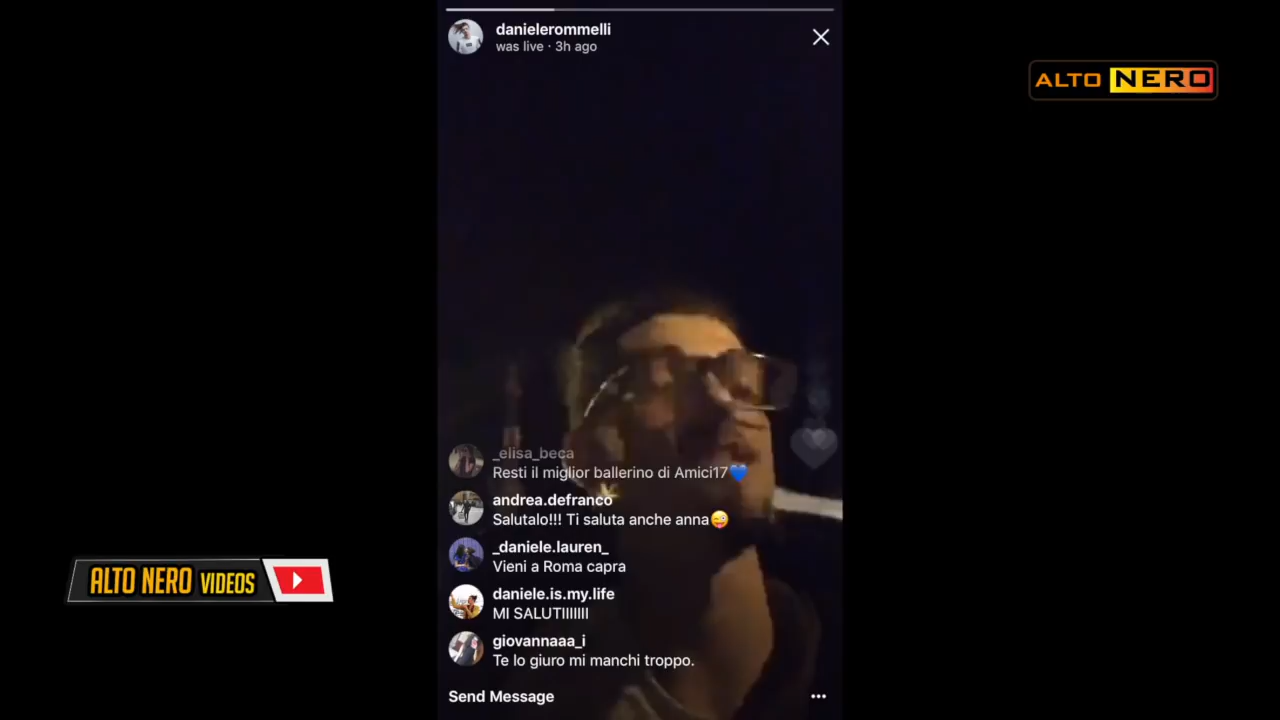 danielerommelli
was live · 3h ago
ALTO NERO
_elisa_beca
Resti il miglior ballerino di Amici17💙
andrea.defranco
Salutalo!!! Ti saluta anche anna😜
_daniele.lauren_
Vieni a Roma capra
daniele.is.my.life
MI SALUTIIIIIII
giovannaaa_i
Te lo giuro mi manchi troppo.
Send Message
ALTO NERO VIDEOS